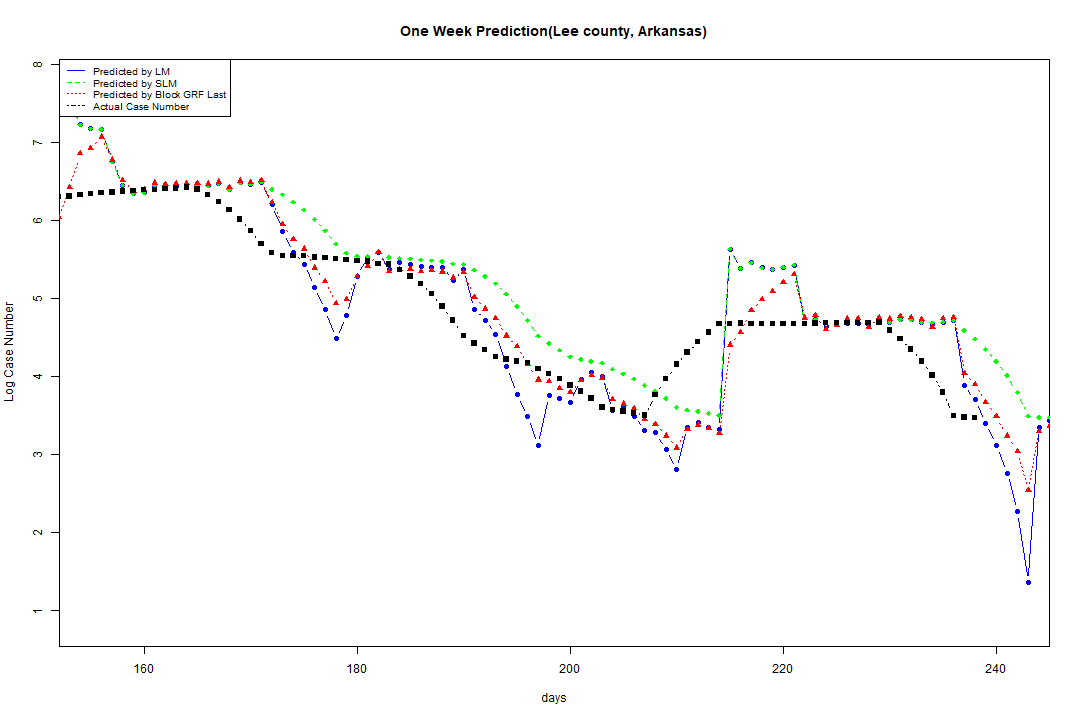 One Week Prediction(Lee county, Arkansas)
Predicted by LM
Predicted by SLM
Predicted by Block GRF Last
Actual Case Number
8
7
6
5
4
3
2
1
Log Case Number
160 180 200 220 240
days